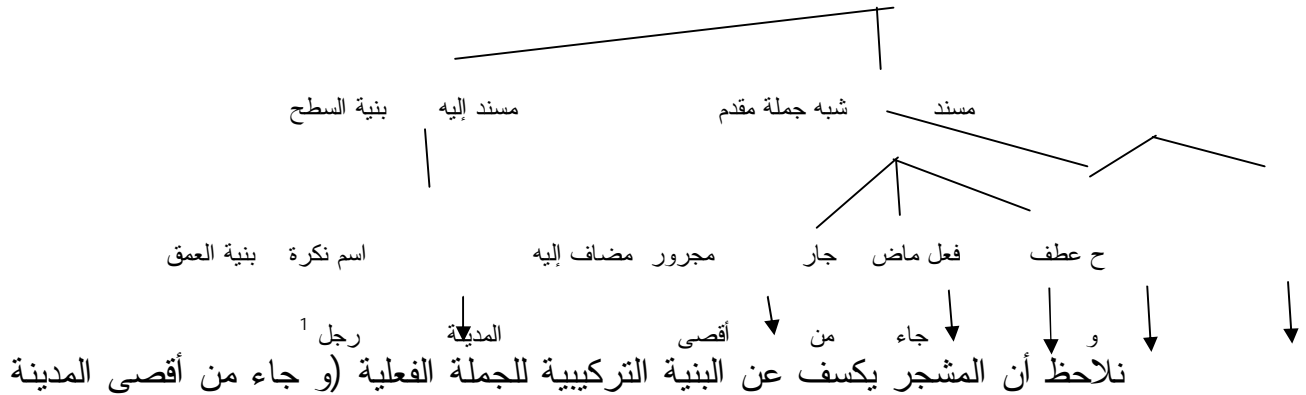 مسند شبه جملة مقدم مسند إليه بنية السطح
ح عطف فعل ماض جار مجرور مضاف إليه اسم نكرة بنية العمق
و جاء من أقصى المدينة رجل 1
نلاحظ أن المشجر يكسف عن البنية التركيبية للجملة الفعلية (و جاء من أقصى المدينة